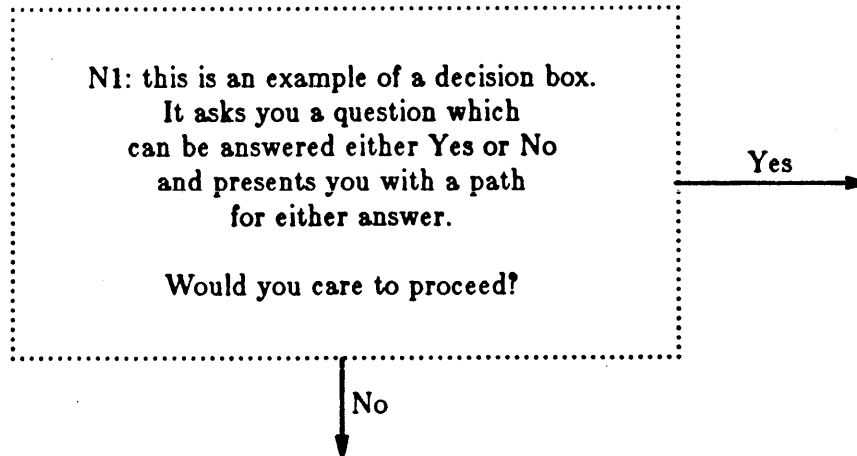 N1: this is an example of a decision box.
It asks you a question which
can be answered either Yes or No
and presents you with a path
for either answer.
Yes
Would you care to proceed?
No